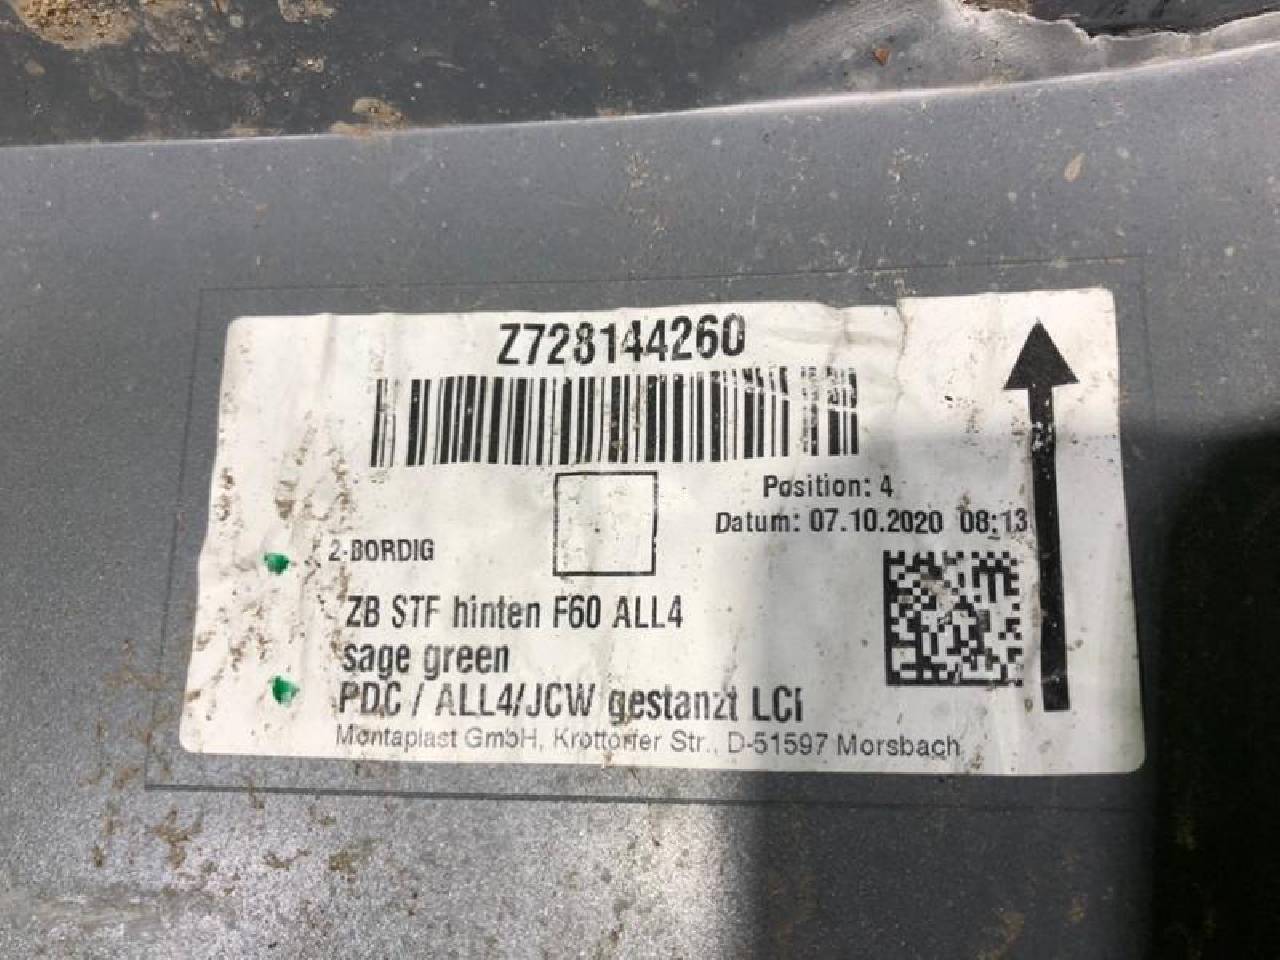 Z728144260
Position: 4
Datum: 07.10.2020 08:13
2-BORDIG
ZB STF hinten F60 ALL4
sage green
PDC / ALL4/JCW gestanzt LCI
Montaplast GmbH, Krottorfer Str., D-51597 Morsbach